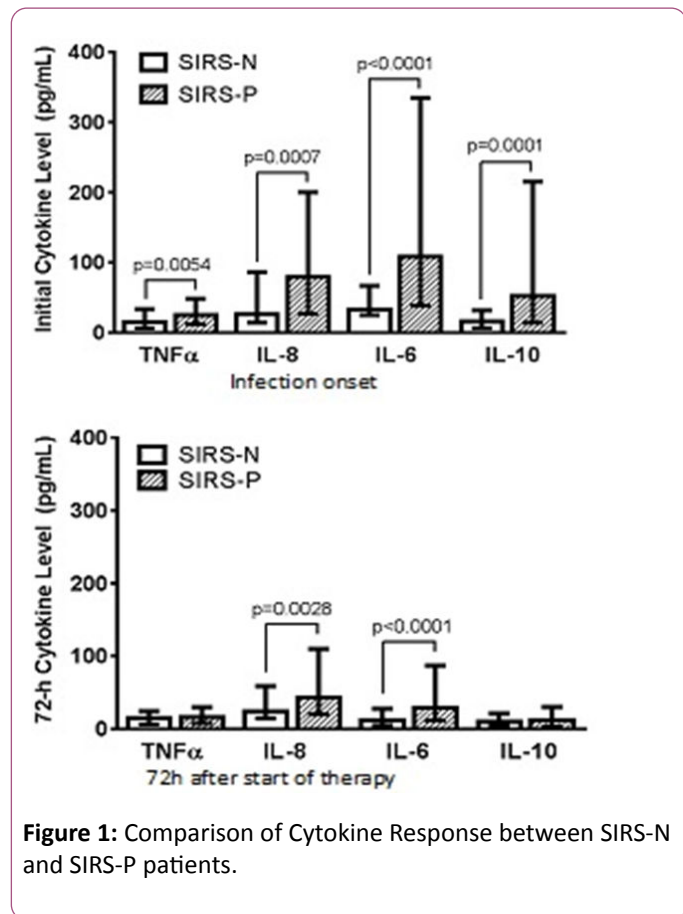 400
300
200
100
0
Initial Cytokine Level (pg/mL)
SIRS-N
SIRS-P
p=0.0054
p=0.0007
p<0.0001
p=0.0001
TNFα IL-8 IL-6 IL-10
Infection onset
400
300
200
100
0
72-h Cytokine Level (pg/mL)
SIRS-N
SIRS-P
p=0.0028
p<0.0001
TNFα IL-8 IL-6 IL-10
72h after start of therapy
Figure 1: Comparison of Cytokine Response between SIRS-N
and SIRS-P patients.